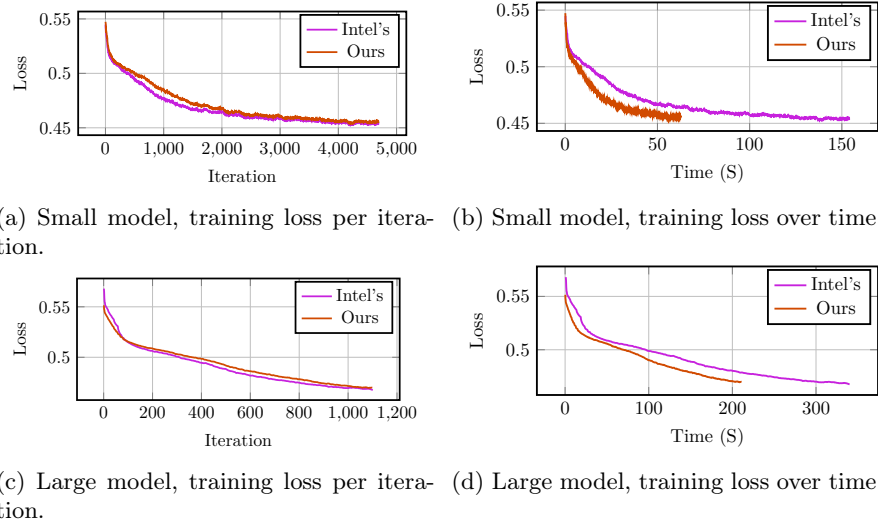 0.55
0.5
0.45
Loss
Intel's
Ours
0 1,000 2,000 3,000 4,000 5,000
Iteration
0.55
0.5
0.45
Loss
Intel's
Ours
0 50 100 150
Time (S)
(a) Small model, training loss per itera-
tion.
(b) Small model, training loss over time
0.55
0.5
Loss
Intel's
Ours
0 200 400 600 800 1,000 1,200
Iteration
0.55
0.5
Loss
Intel's
Ours
0 100 200 300
Time (S)
(c) Large model, training loss per itera-
tion.
(d) Large model, training loss over time